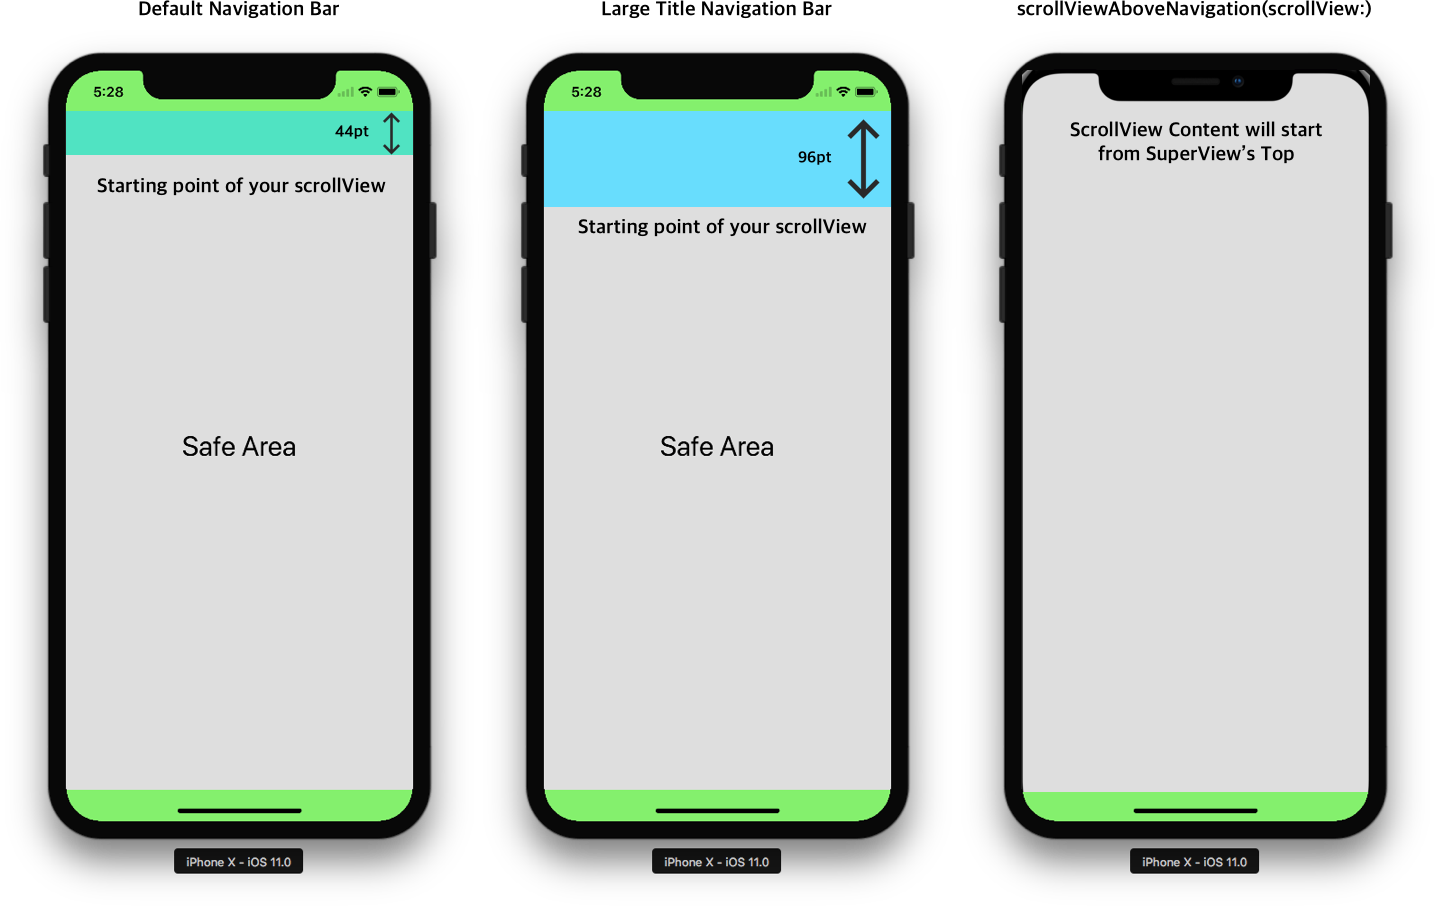 Default Navigation Bar
Large Title Navigation Bar
scrollViewAboveNavigation(scrollView:)
5:28
44pt
Starting point of your scrollView
Safe Area
iPhone X - iOS 11.0
5:28
96pt
Starting point of your scrollView
Safe Area
iPhone X - iOS 11.0
ScrollView Content will start
from SuperView's Top
iPhone X - iOS 11.0